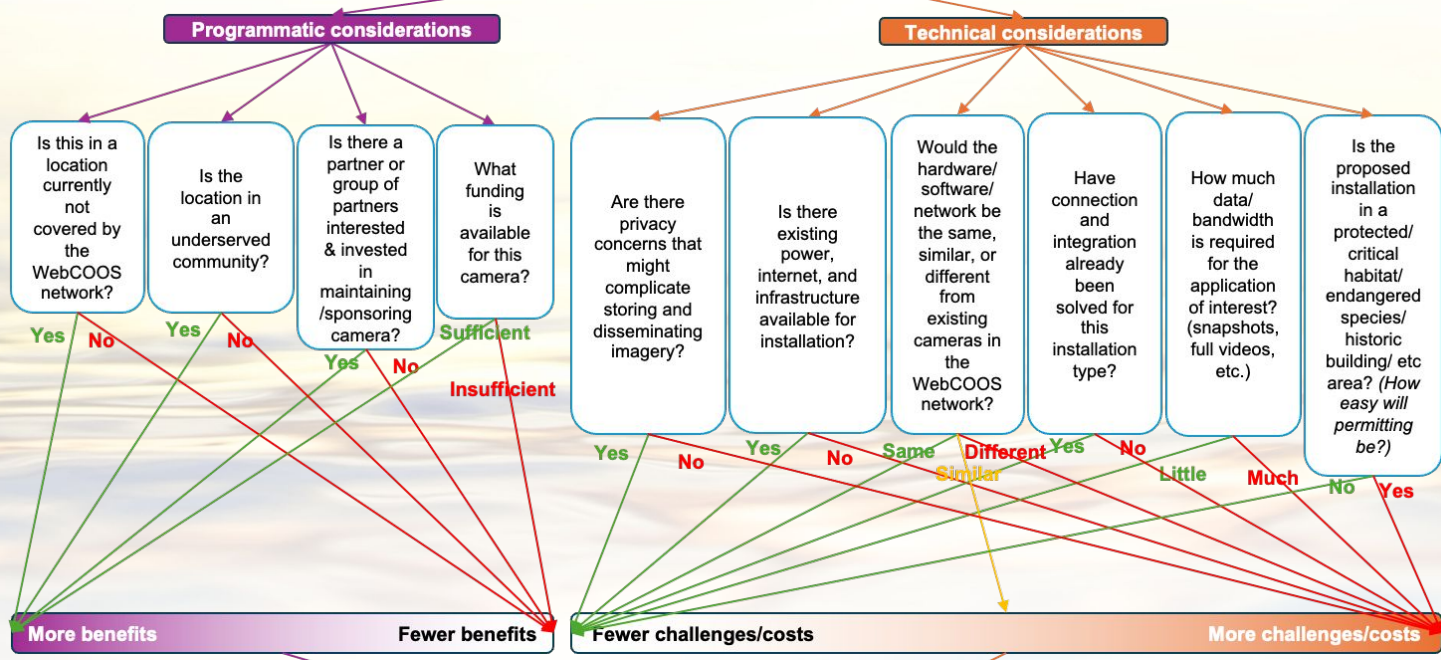 Programmatic considerations
Technical considerations
Is this in a
location
currently
not
covered by
the
WebCOOS
network?
Is the
location in
an
underserved
community?
Is there a
partner or
group of
partners
interested
& invested
in
maintaining
/sponsoring
camera?
What
funding
is
available
for this
camera?
Are there
privacy
concerns that
might
complicate
storing and
disseminating
imagery?
Is there
existing
power,
internet, and
infrastructure
available for
installation?
Would the
hardware/
software/
network be
the same,
similar, or
different
from
existing
cameras in
the
WebCOOS
network?
Have
connection
and
integration
already
been
solved for
this
installation
type?
How much
data/
bandwidth
is required
for the
application
of interest?
(snapshots,
full videos,
etc.)
Is the
proposed
installation
in a
protected/
critical
habitat/
endangered
species/
historic
building/ etc
area? (How
easy will
permitting
be?)
Yes
No
Yes
No
Yes
No
Sufficient
Insufficient
Yes
No
Yes
No
Same
Different
Similar
Yes
No
Little
Much
No
Yes
More benefits
Fewer benefits
Fewer challenges/costs
More challenges/costs